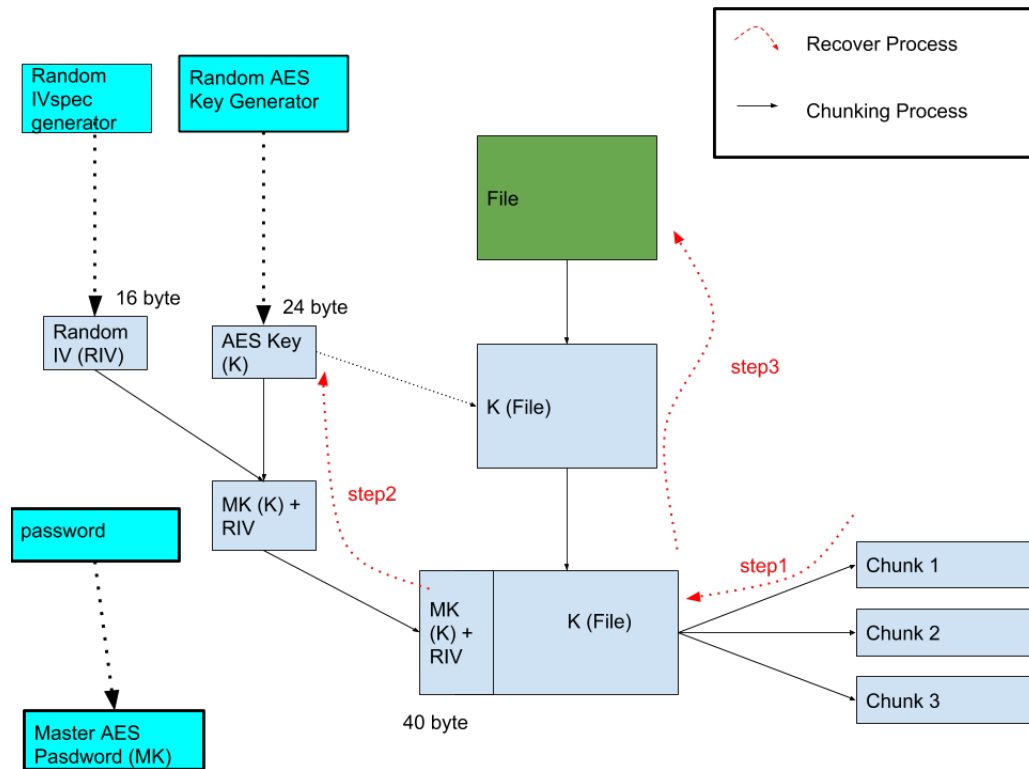 Recover Process
Chunking Process
Random
IVspec
generator
Random AES
Key Generator
File
16 byte
24 byte
Random
IV (RIV)
AES Key
(K)
step3
K (File)
step2
MK (K) +
RIV
password
step1
Chunk 1
MK
(K) +
RIV
K (File)
Chunk 2
Chunk 3
40 byte
Master AES
Pasdword (MK)